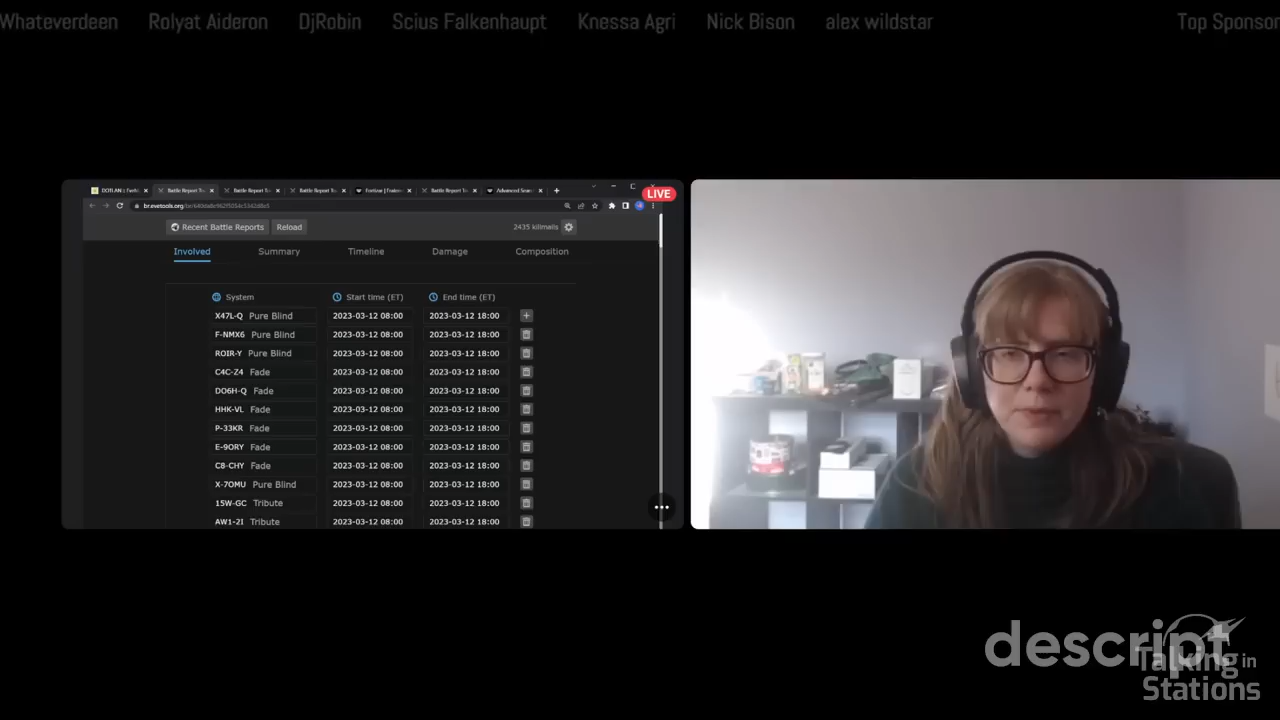 Whateverdeen Rolyat Aideron DjRobin Scius Falkenhaupt Knessa Agri Nick Bison alex wildstar Top Sponsor
Battle Report Battle Report Battle Report Battle Report Advanced Sear
LIVE
Recent Battle Reports Reload 2435 killmails
Involved Summary Timeline Damage Composition
System Start time (ET) End time (ET)
X47L-Q Pure Blind 2023-03-12 08:00 2023-03-12 18:00
F-NMX6 Pure Blind 2023-03-12 08:00 2023-03-12 18:00
ROIR-Y Pure Blind 2023-03-12 08:00 2023-03-12 18:00
C4C-Z4 Fade 2023-03-12 08:00 2023-03-12 18:00
DO6H-Q Fade 2023-03-12 08:00 2023-03-12 18:00
HHK-VL Fade 2023-03-12 08:00 2023-03-12 18:00
P-33KR Fade 2023-03-12 08:00 2023-03-12 18:00
E-9ORY Fade 2023-03-12 08:00 2023-03-12 18:00
C8-CHY Fade 2023-03-12 08:00 2023-03-12 18:00
X-7OMU Pure Blind 2023-03-12 08:00 2023-03-12 18:00
15W-GC Tribute 2023-03-12 08:00 2023-03-12 18:00
AW1-2I Tribute 2023-03-12 08:00 2023-03-12 18:00
descript
Talking in
Stations